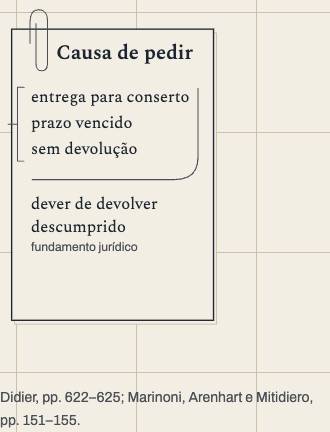 Causa de pedir
entrega para conserto
prazo vencido
sem devolução
dever de devolver
descumprido
fundamento jurídico
Didier, pp. 622–625; Marinoni, Arenhart e Mitidiero,
pp. 151–155.